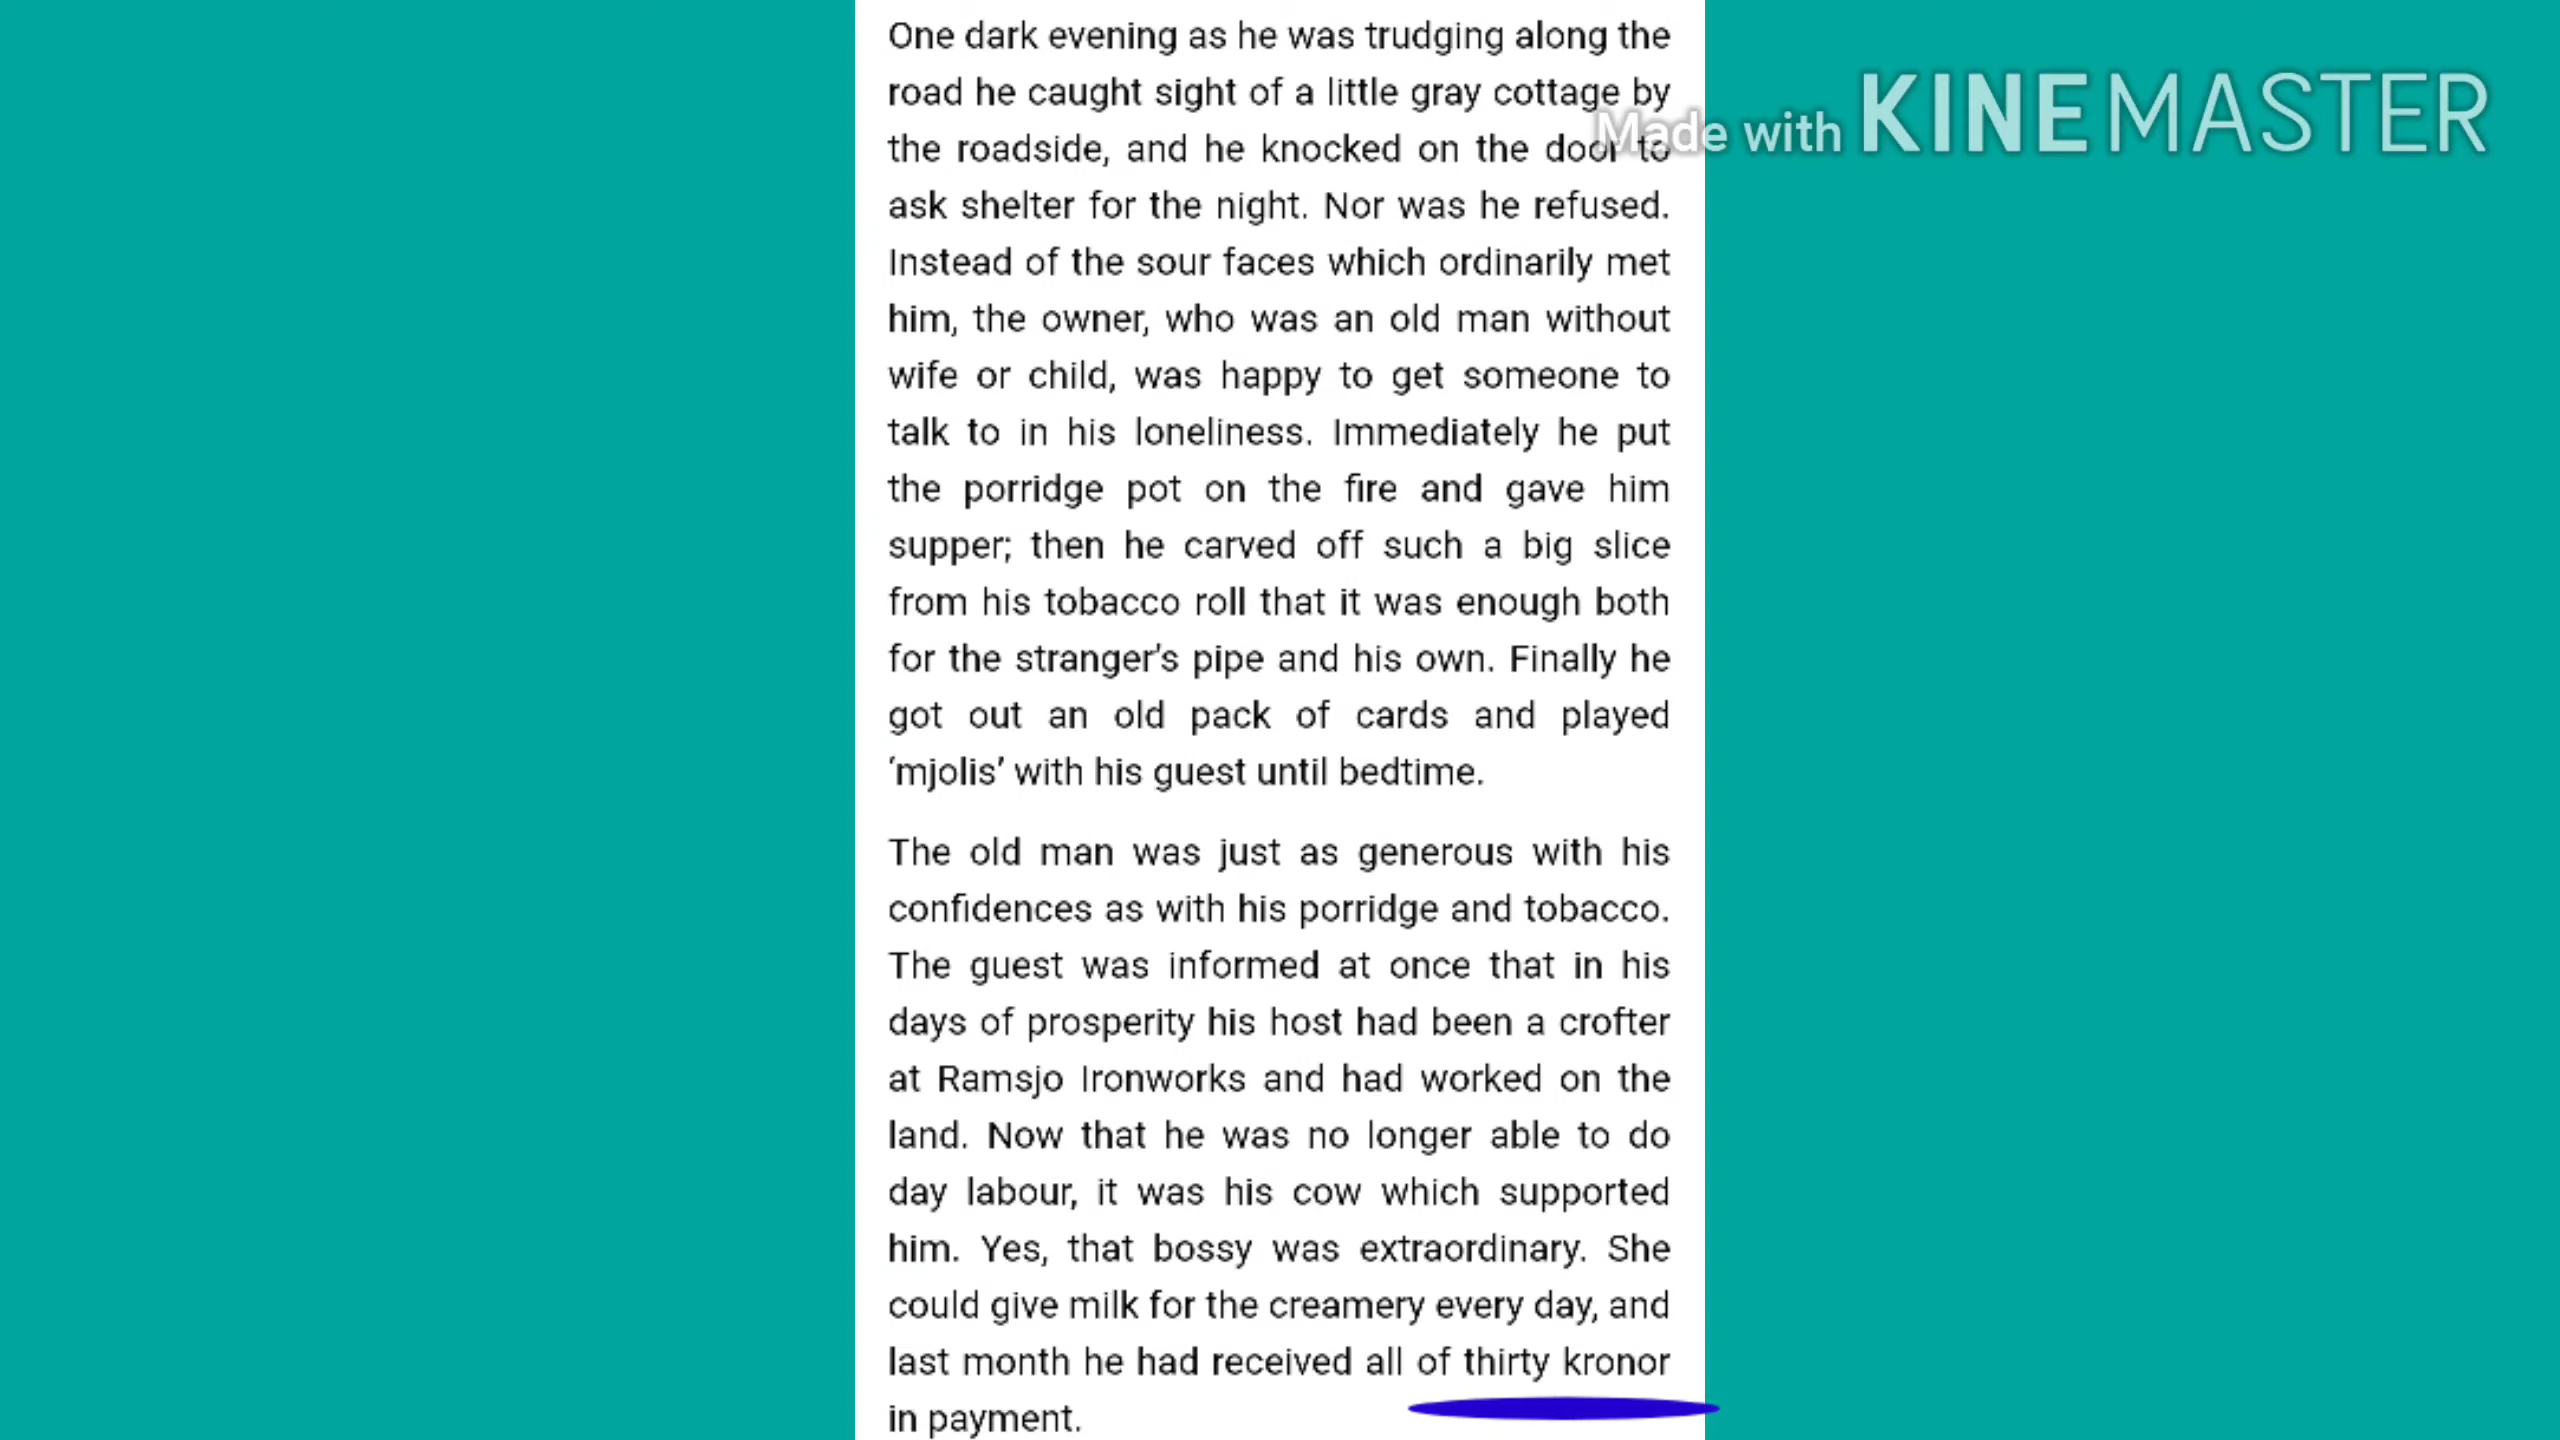 One dark evening as he was trudging along the
road he caught sight of a little gray cottage by
the roadside, and he knocked on the door to
ask shelter for the night. Nor was he refused.
Instead of the sour faces which ordinarily met
him, the owner, who was an old man without
wife or child, was happy to get someone to
talk to in his loneliness. Immediately he put
the porridge pot on the fire and gave him
supper; then he carved off such a big slice
from his tobacco roll that it was enough both
for the stranger's pipe and his own. Finally he
got out an old pack of cards and played
‘mjolis’ with his guest until bedtime.
The old man was just as generous with his
confidences as with his porridge and tobacco.
The guest was informed at once that in his
days of prosperity his host had been a crofter
at Ramsjo Ironworks and had worked on the
land. Now that he was no longer able to do
day labour, it was his cow which supported
him. Yes, that bossy was extraordinary. She
could give milk for the creamery every day, and
last month he had received all of thirty kronor
in payment.
Made with KINEMASTER